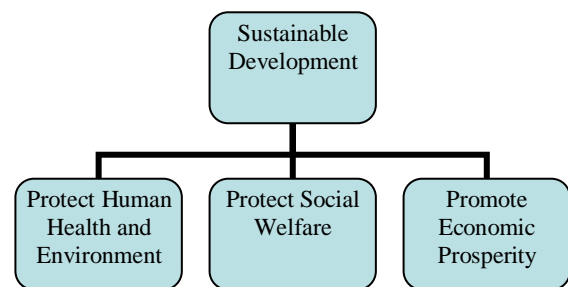 Sustainable
Development
Protect Human
Health and
Environment
Protect Social
Welfare
Promote
Economic
Prosperity